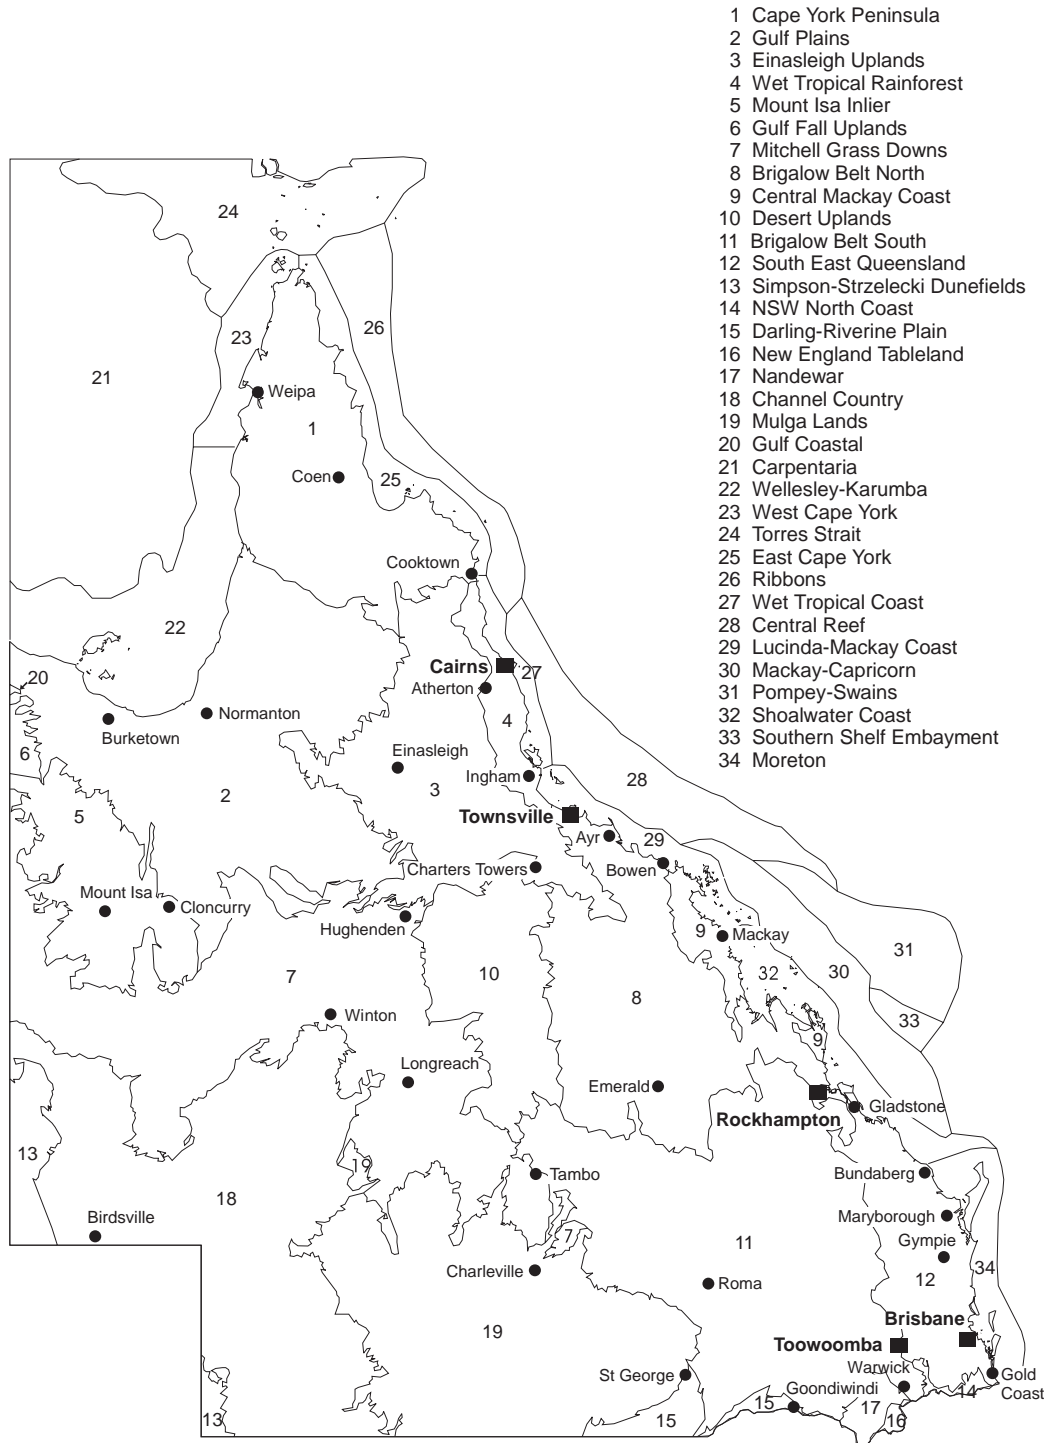 1 Cape York Peninsula
2 Gulf Plains
3 Einasleigh Uplands
4 Wet Tropical Rainforest
5 Mount Isa Inlier
6 Gulf Fall Uplands
7 Mitchell Grass Downs
8 Brigalow Belt North
9 Central Mackay Coast
10 Desert Uplands
11 Brigalow Belt South
12 South East Queensland
13 Simpson-Strzelecki Dunefields
14 NSW North Coast
15 Darling-Riverine Plain
16 New England Tableland
17 Nandewar
18 Channel Country
19 Mulga Lands
20 Gulf Coastal
21 Carpentaria
22 Wellesley-Karumba
23 West Cape York
24 Torres Strait
25 East Cape York
26 Ribbons
27 Wet Tropical Coast
28 Central Reef
29 Lucinda-Mackay Coast
30 Mackay-Capricorn
31 Pompey-Swains
32 Shoalwater Coast
33 Southern Shelf Embayment
34 Moreton
24
26
23
21
Weipa
1
Coen
25
Cooktown
22
Cairns
27
20
Atherton
Normanton
4
Burketown
6
Einasleigh
Ingham
28
3
2
5
Townsville
Ayr
29
Charters Towers
Bowen
Mount Isa
Cloncurry
Hughenden
9
Mackay
31
7
10
32
30
8
Winton
33
9
Longreach
Emerald
Gladstone
Rockhampton
13
19
Tambo
Bundaberg
18
Maryborough
Birdsville
7
Gympie
11
34
Charleville
Roma
12
Brisbane
19
Toowoomba
Warwick
St George
Gold
Coast
Goondiwindi
14
15
17
13
15
16